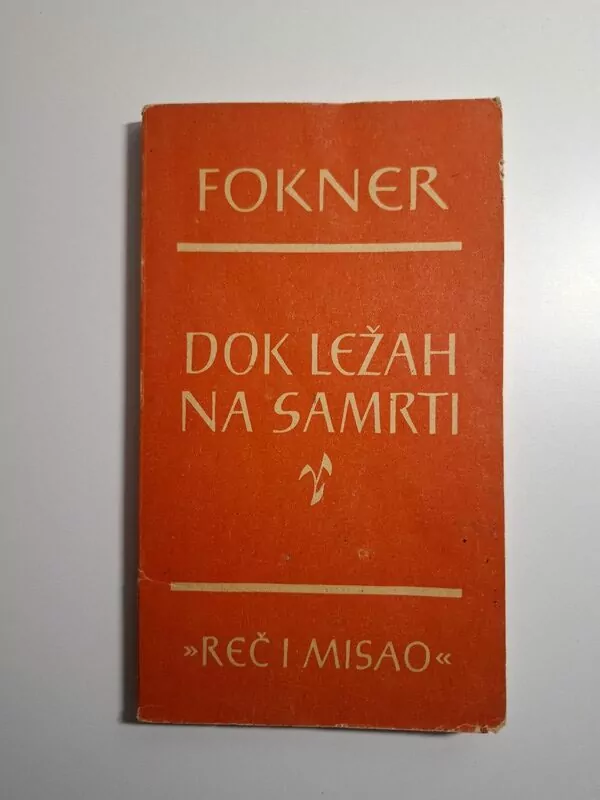 FOKNER
DOK LEŽAH
NA SAMRTI
»REČ I MISAO«